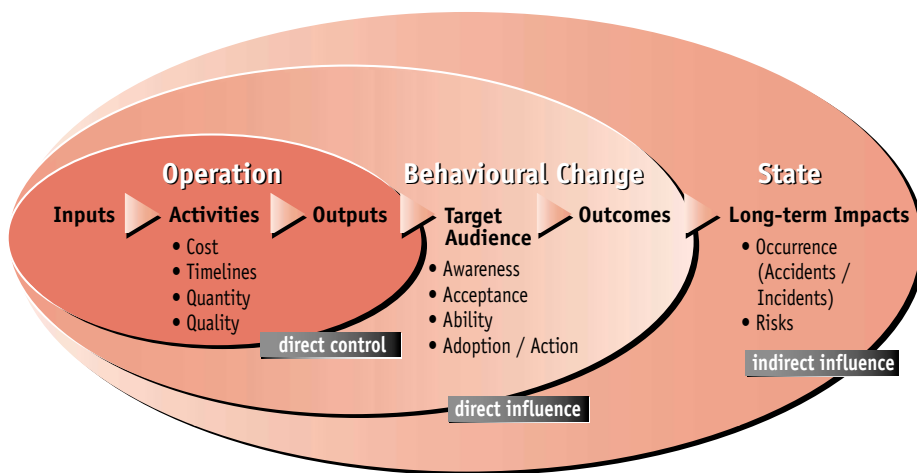 Operation
Inputs
Activities
• Cost
• Timelines
• Quantity
• Quality
Outputs
direct control
Behavioural Change
Target
Audience
• Awareness
• Acceptance
• Ability
• Adoption / Action
Outcomes
direct influence
State
Long-term Impacts
• Occurrence
(Accidents /
Incidents)
• Risks
indirect influence